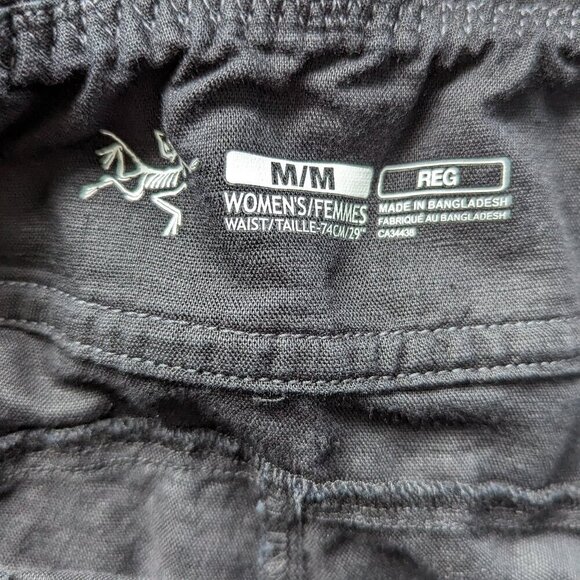 M/M
WOMEN'S/FEMMES
WAIST/TAILLE-74CM/29"
REG
MADE IN BANGLADESH
FABRIQUÉ AU BANGLADESH
CA34438